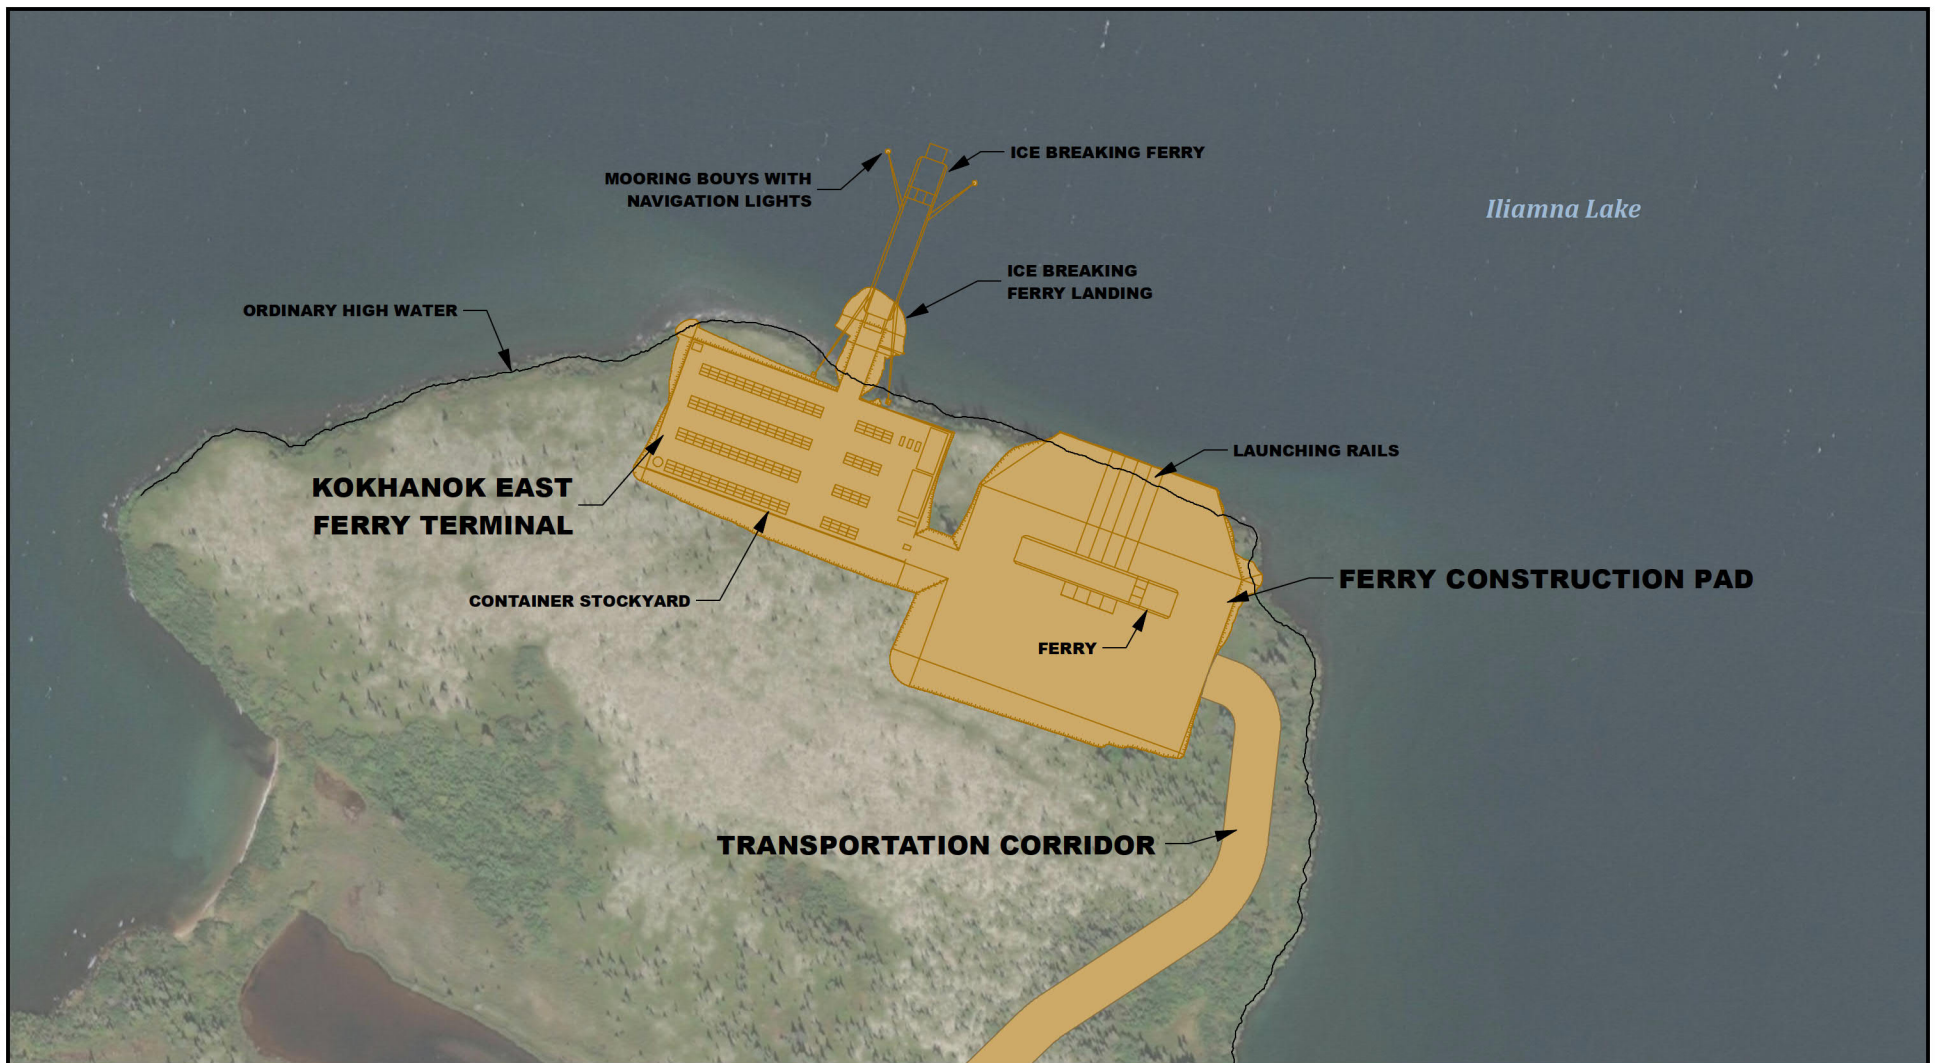 ICE BREAKING FERRY
MOORING BOUYS WITH
NAVIGATION LIGHTS
Iliamna Lake
ICE BREAKING
FERRY LANDING
ORDINARY HIGH WATER
LAUNCHING RAILS
KOKHANOK EAST
FERRY TERMINAL
FERRY CONSTRUCTION PAD
CONTAINER STOCKYARD
FERRY
TRANSPORTATION CORRIDOR